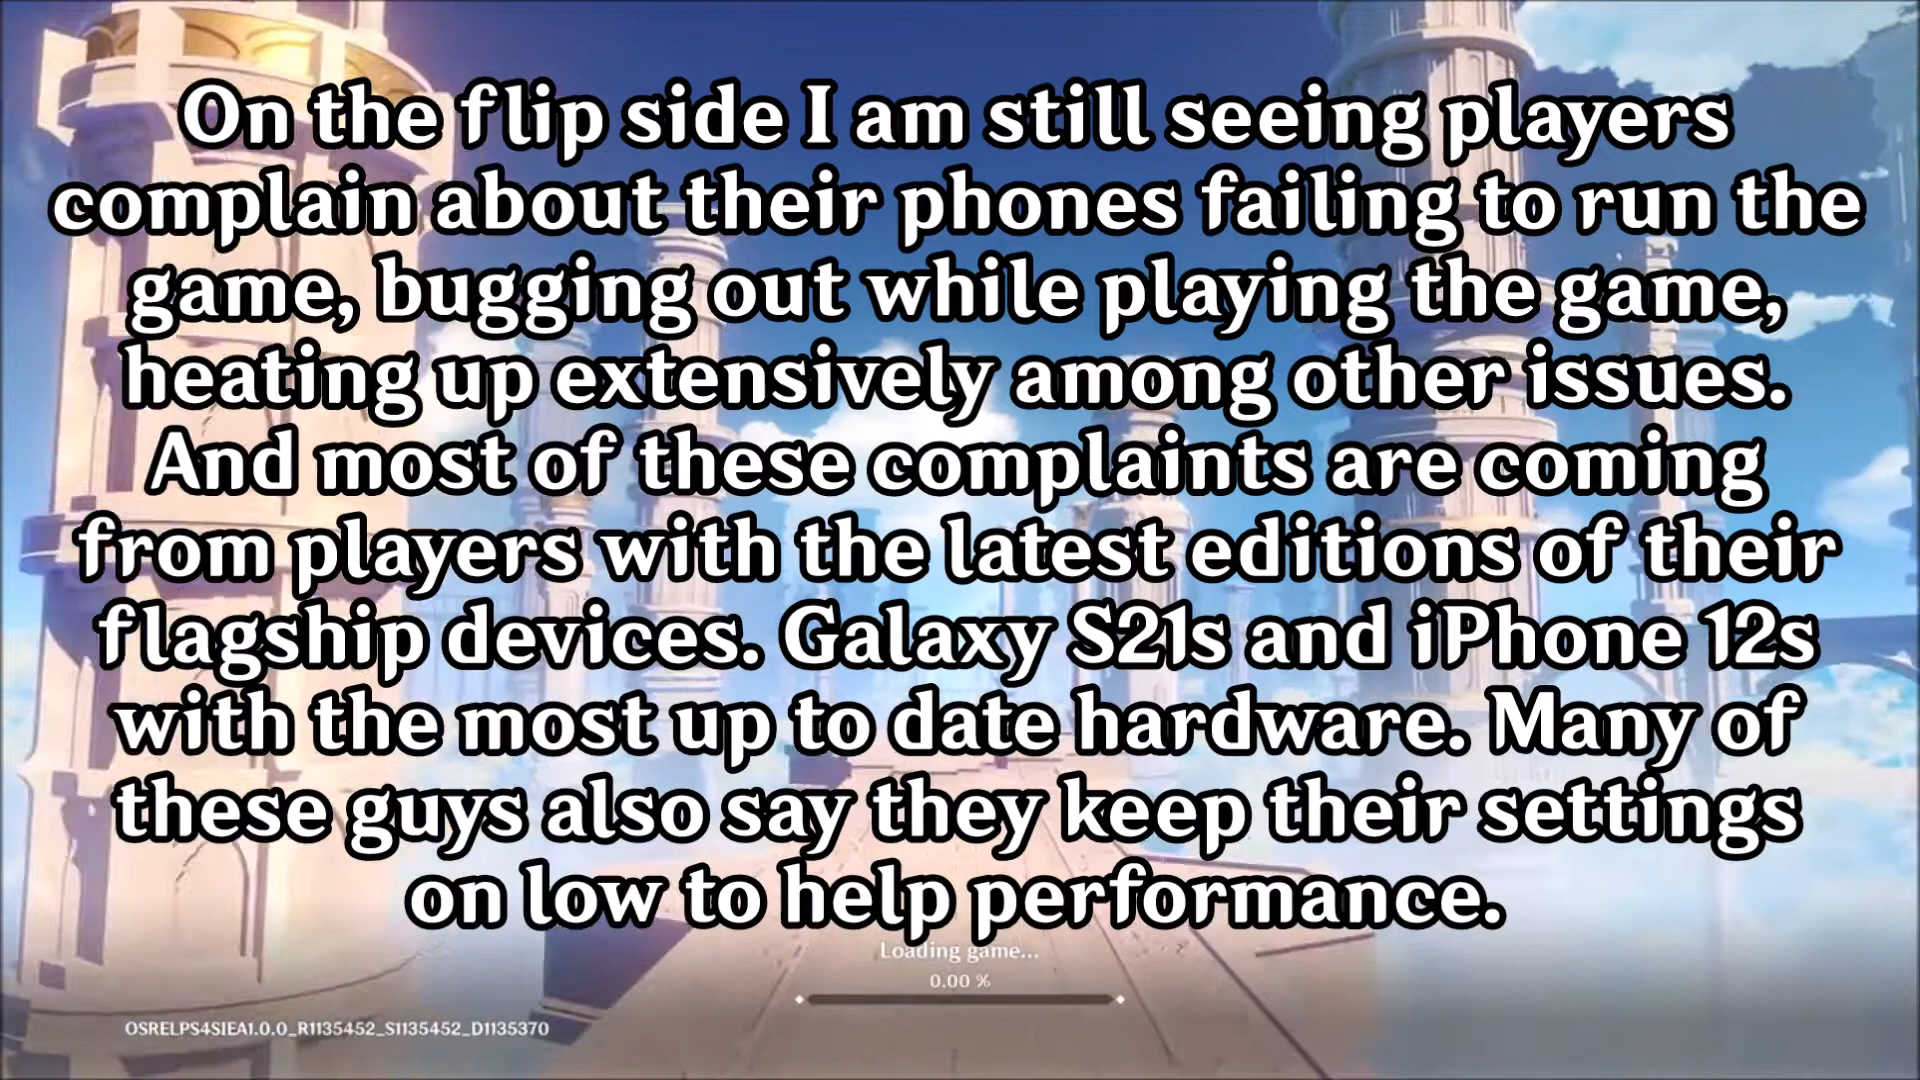 On the flip side I am still seeing players
complain about their phones failing to run the
game, bugging out while playing the game,
heating up extensively among other issues.
And most of these complaints are coming
from players with the latest editions of their
flagship devices. Galaxy S21s and iPhone 12s
with the most up to date hardware. Many of
these guys also say they keep their settings
on low to help performance.
Loading game...
0.00 %
OSRELPS4SIEA1.0.0_R1135452_S1135452_D1135370